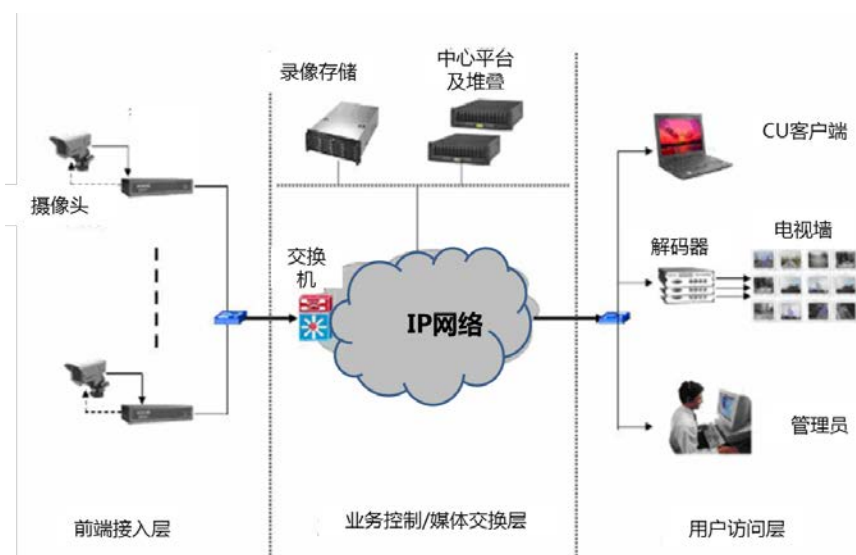 录像存储
中心平台
及堆叠
CU客户端
摄像头
交换
机
IP网络
解码器
电视墙
管理员
前端接入层
业务控制/媒体交换层
用户访问层